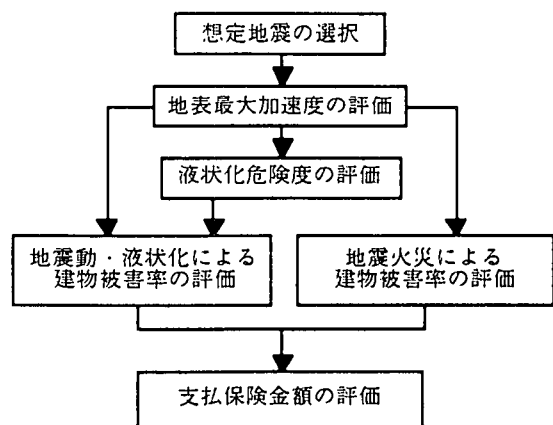 想定地震の選択
地表最大加速度の評価
液状化危険度の評価
地震動・液状化による
建物被害率の評価
地震火災による
建物被害率の評価
支払保険金額の評価